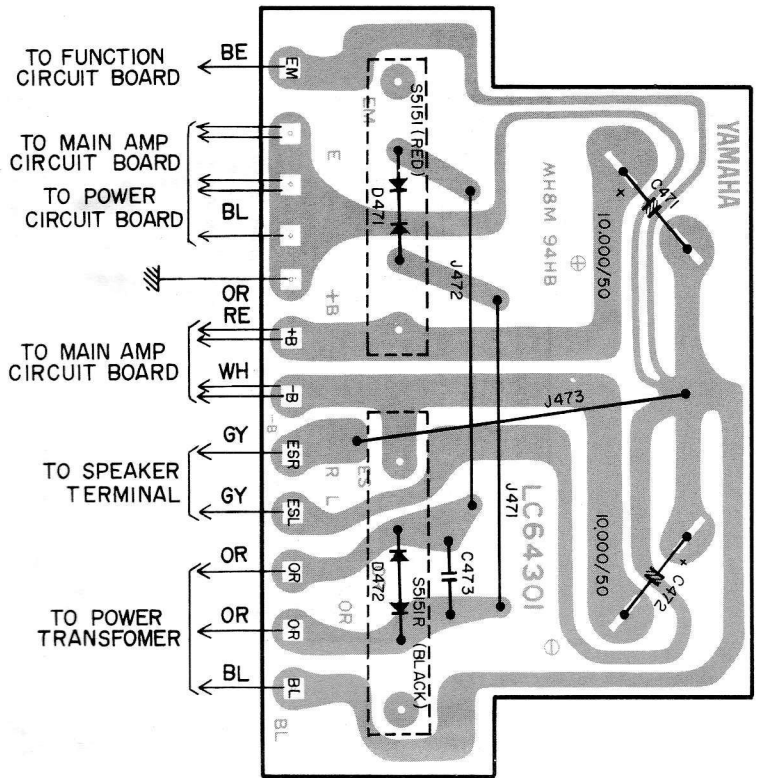 TO FUNCTION
CIRCUIT BOARD
BE
EM
TO MAIN AMP
CIRCUIT BOARD
TO POWER
CIRCUIT BOARD
BL
OR
RE
+B
TO MAIN AMP
CIRCUIT BOARD
WH
-B
GY
ESR
TO SPEAKER
TERMINAL
GY
ESL
OR
OR
TO POWER
TRANSFOMER
OR
OR
BL
BL
EM
E
+B
-B
ES
R
L
OR
BL
S5151 (RED)
D471
J472
MH8M 94HB
⊕
10.000/50
+
C471
YAMAHA
J473
J471
LC64301
D472
S5151R (BLACK)
C473
10.000/50
+
C472
⊖